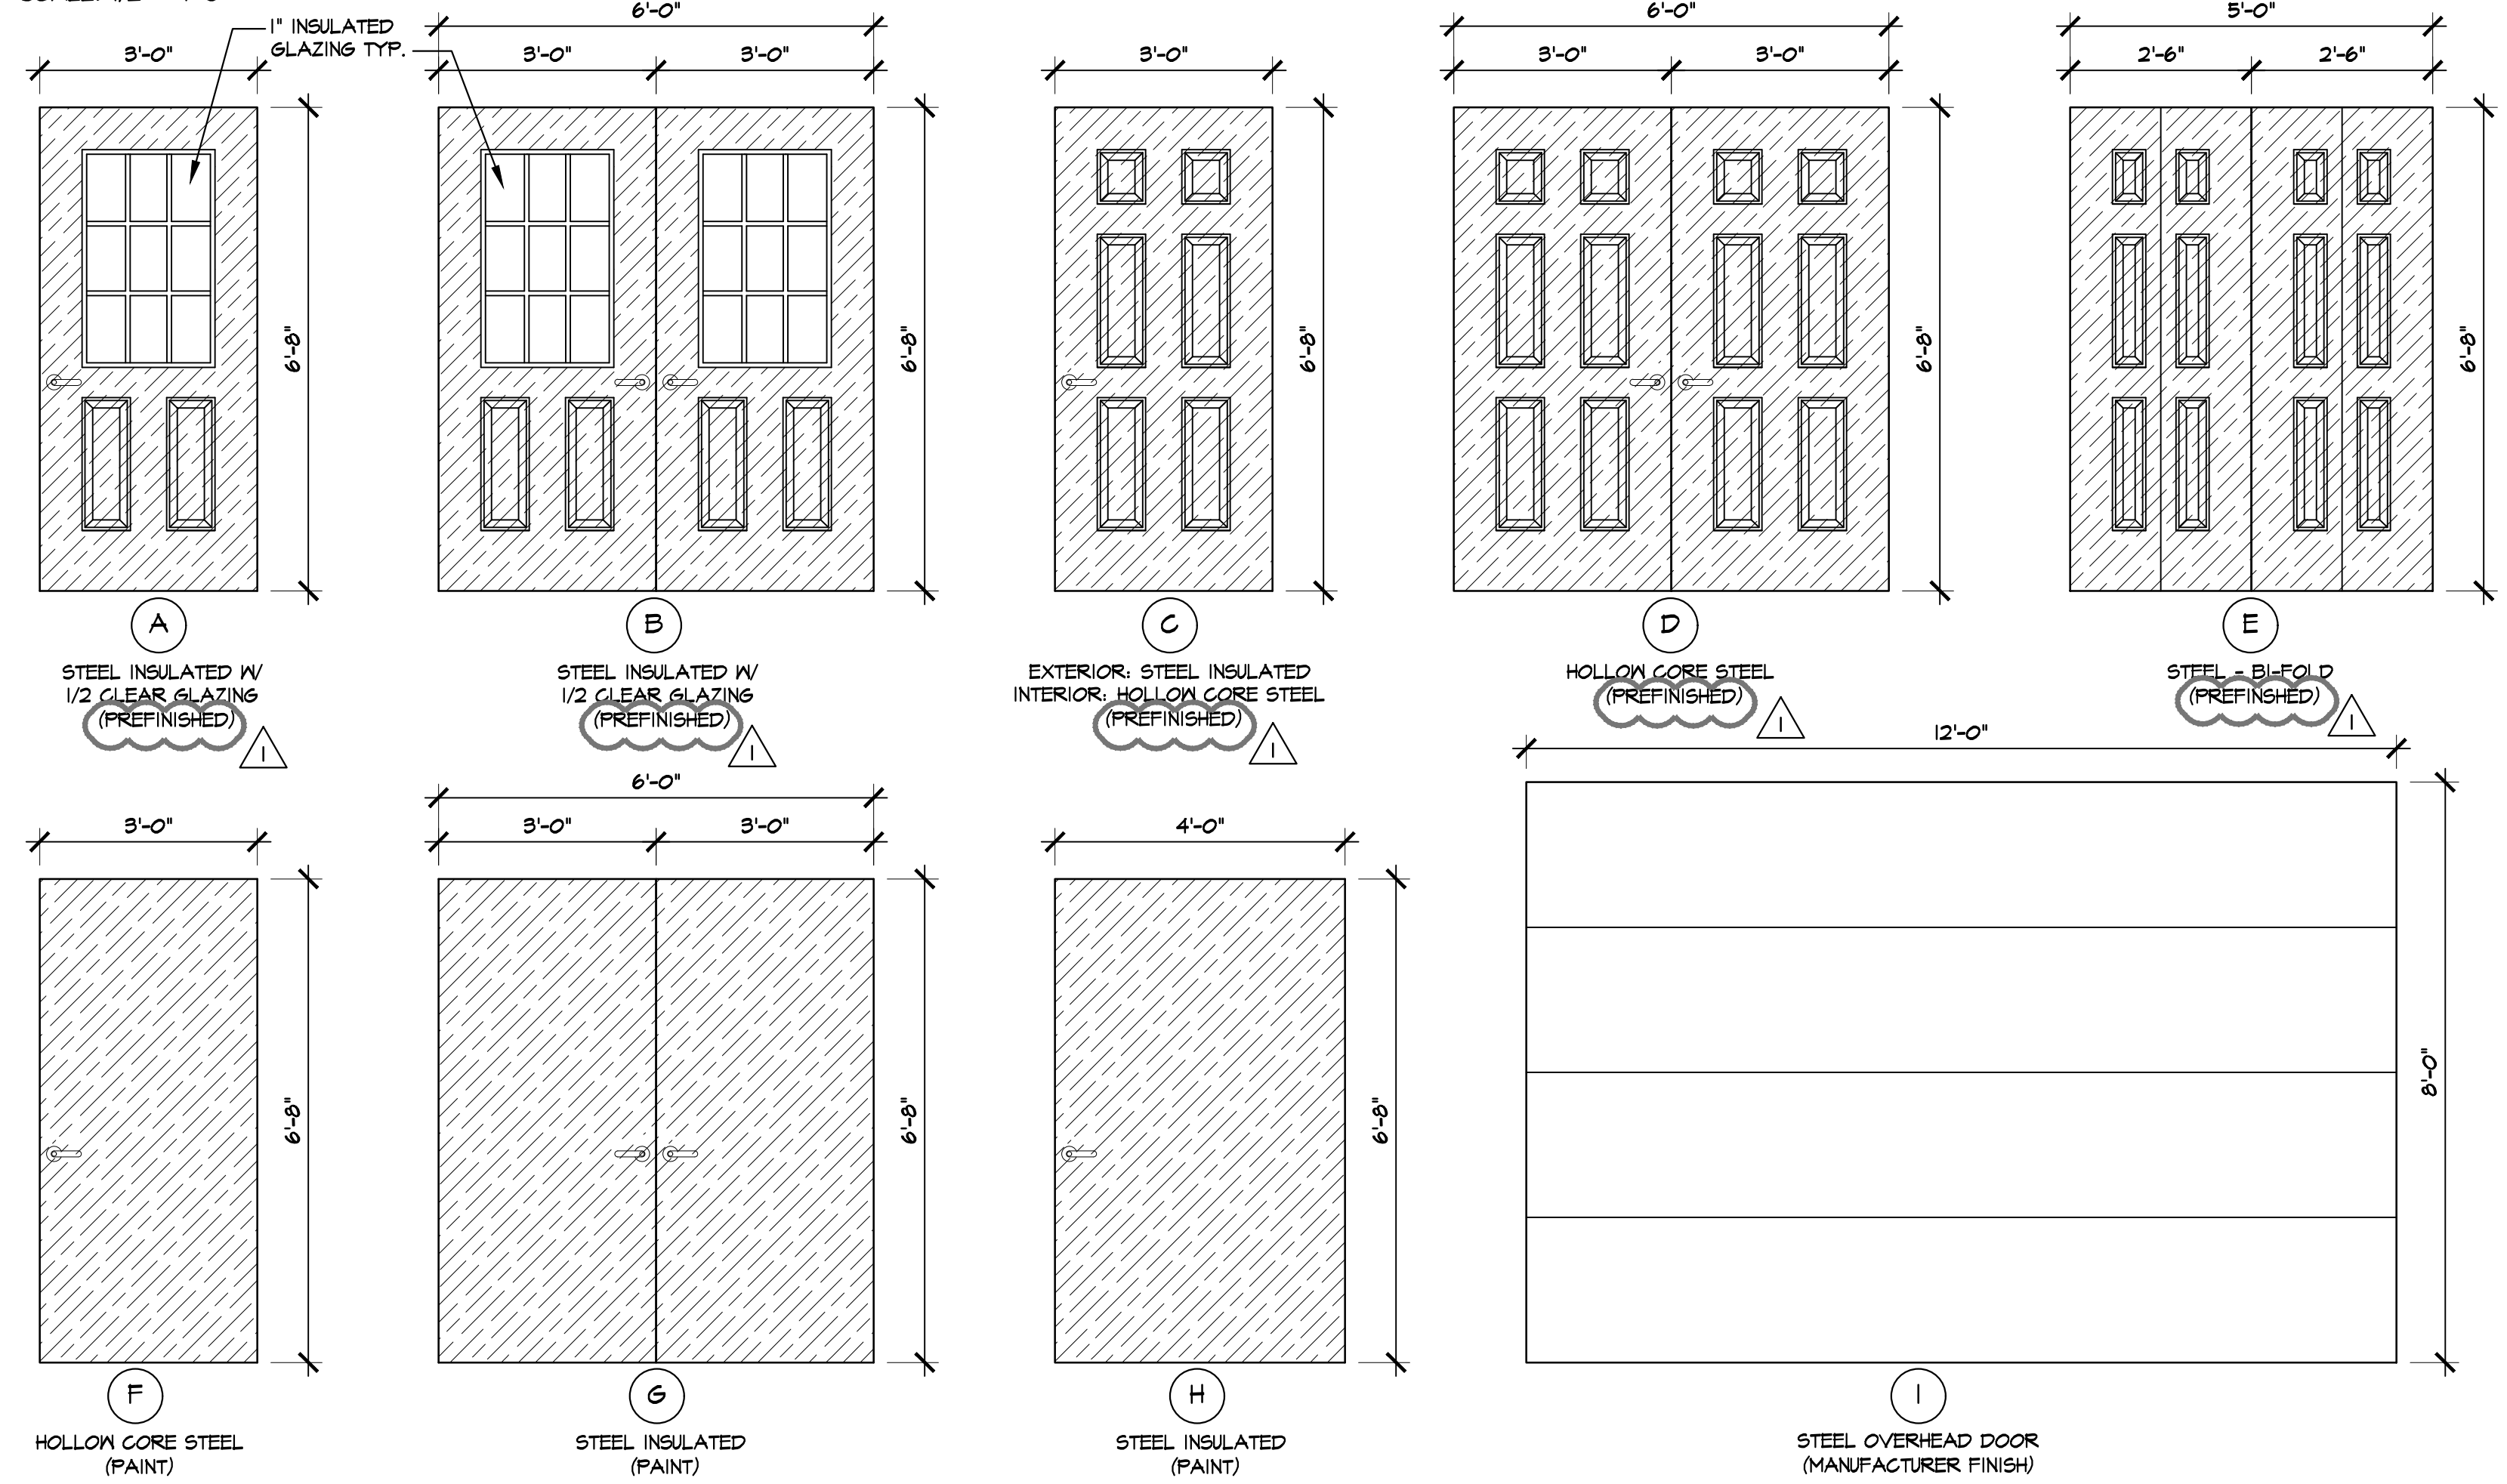 1" INSULATED
GLAZING TYP.
3'-0"
6'-0"
3'-0"
3'-0"
3'-0"
6'-0"
3'-0"
3'-0"
5'-0"
2'-6"
2'-6"
6'-8"
6'-8"
6'-8"
6'-8"
6'-8"
A
STEEL INSULATED W/
1/2 CLEAR GLAZING
(PREFINISHED)
1
B
STEEL INSULATED W/
1/2 CLEAR GLAZING
(PREFINISHED)
1
C
EXTERIOR: STEEL INSULATED
INTERIOR: HOLLOW CORE STEEL
(PREFINISHED)
1
D
HOLLOW CORE STEEL
(PREFINISHED)
1
E
STEEL - BI-FOLD
(PREFINISHED)
1
3'-0"
6'-8"
F
HOLLOW CORE STEEL
(PAINT)
6'-0"
3'-0"
3'-0"
6'-8"
G
STEEL INSULATED
(PAINT)
4'-0"
6'-8"
H
STEEL INSULATED
(PAINT)
12'-0"
8'-0"
I
STEEL OVERHEAD DOOR
(MANUFACTURER FINISH)